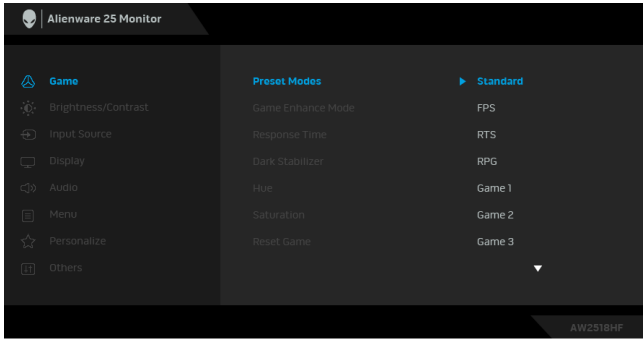 Alienware 25 Monitor
Game Preset Modes Standard
Brightness/Contrast Game Enhance Mode FPS
Input Source Response Time RTS
Display Dark Stabilizer RPG
Audio Hue Game 1
Menu Saturation Game 2
Personalize Reset Game Game 3
Others
AW2518HF